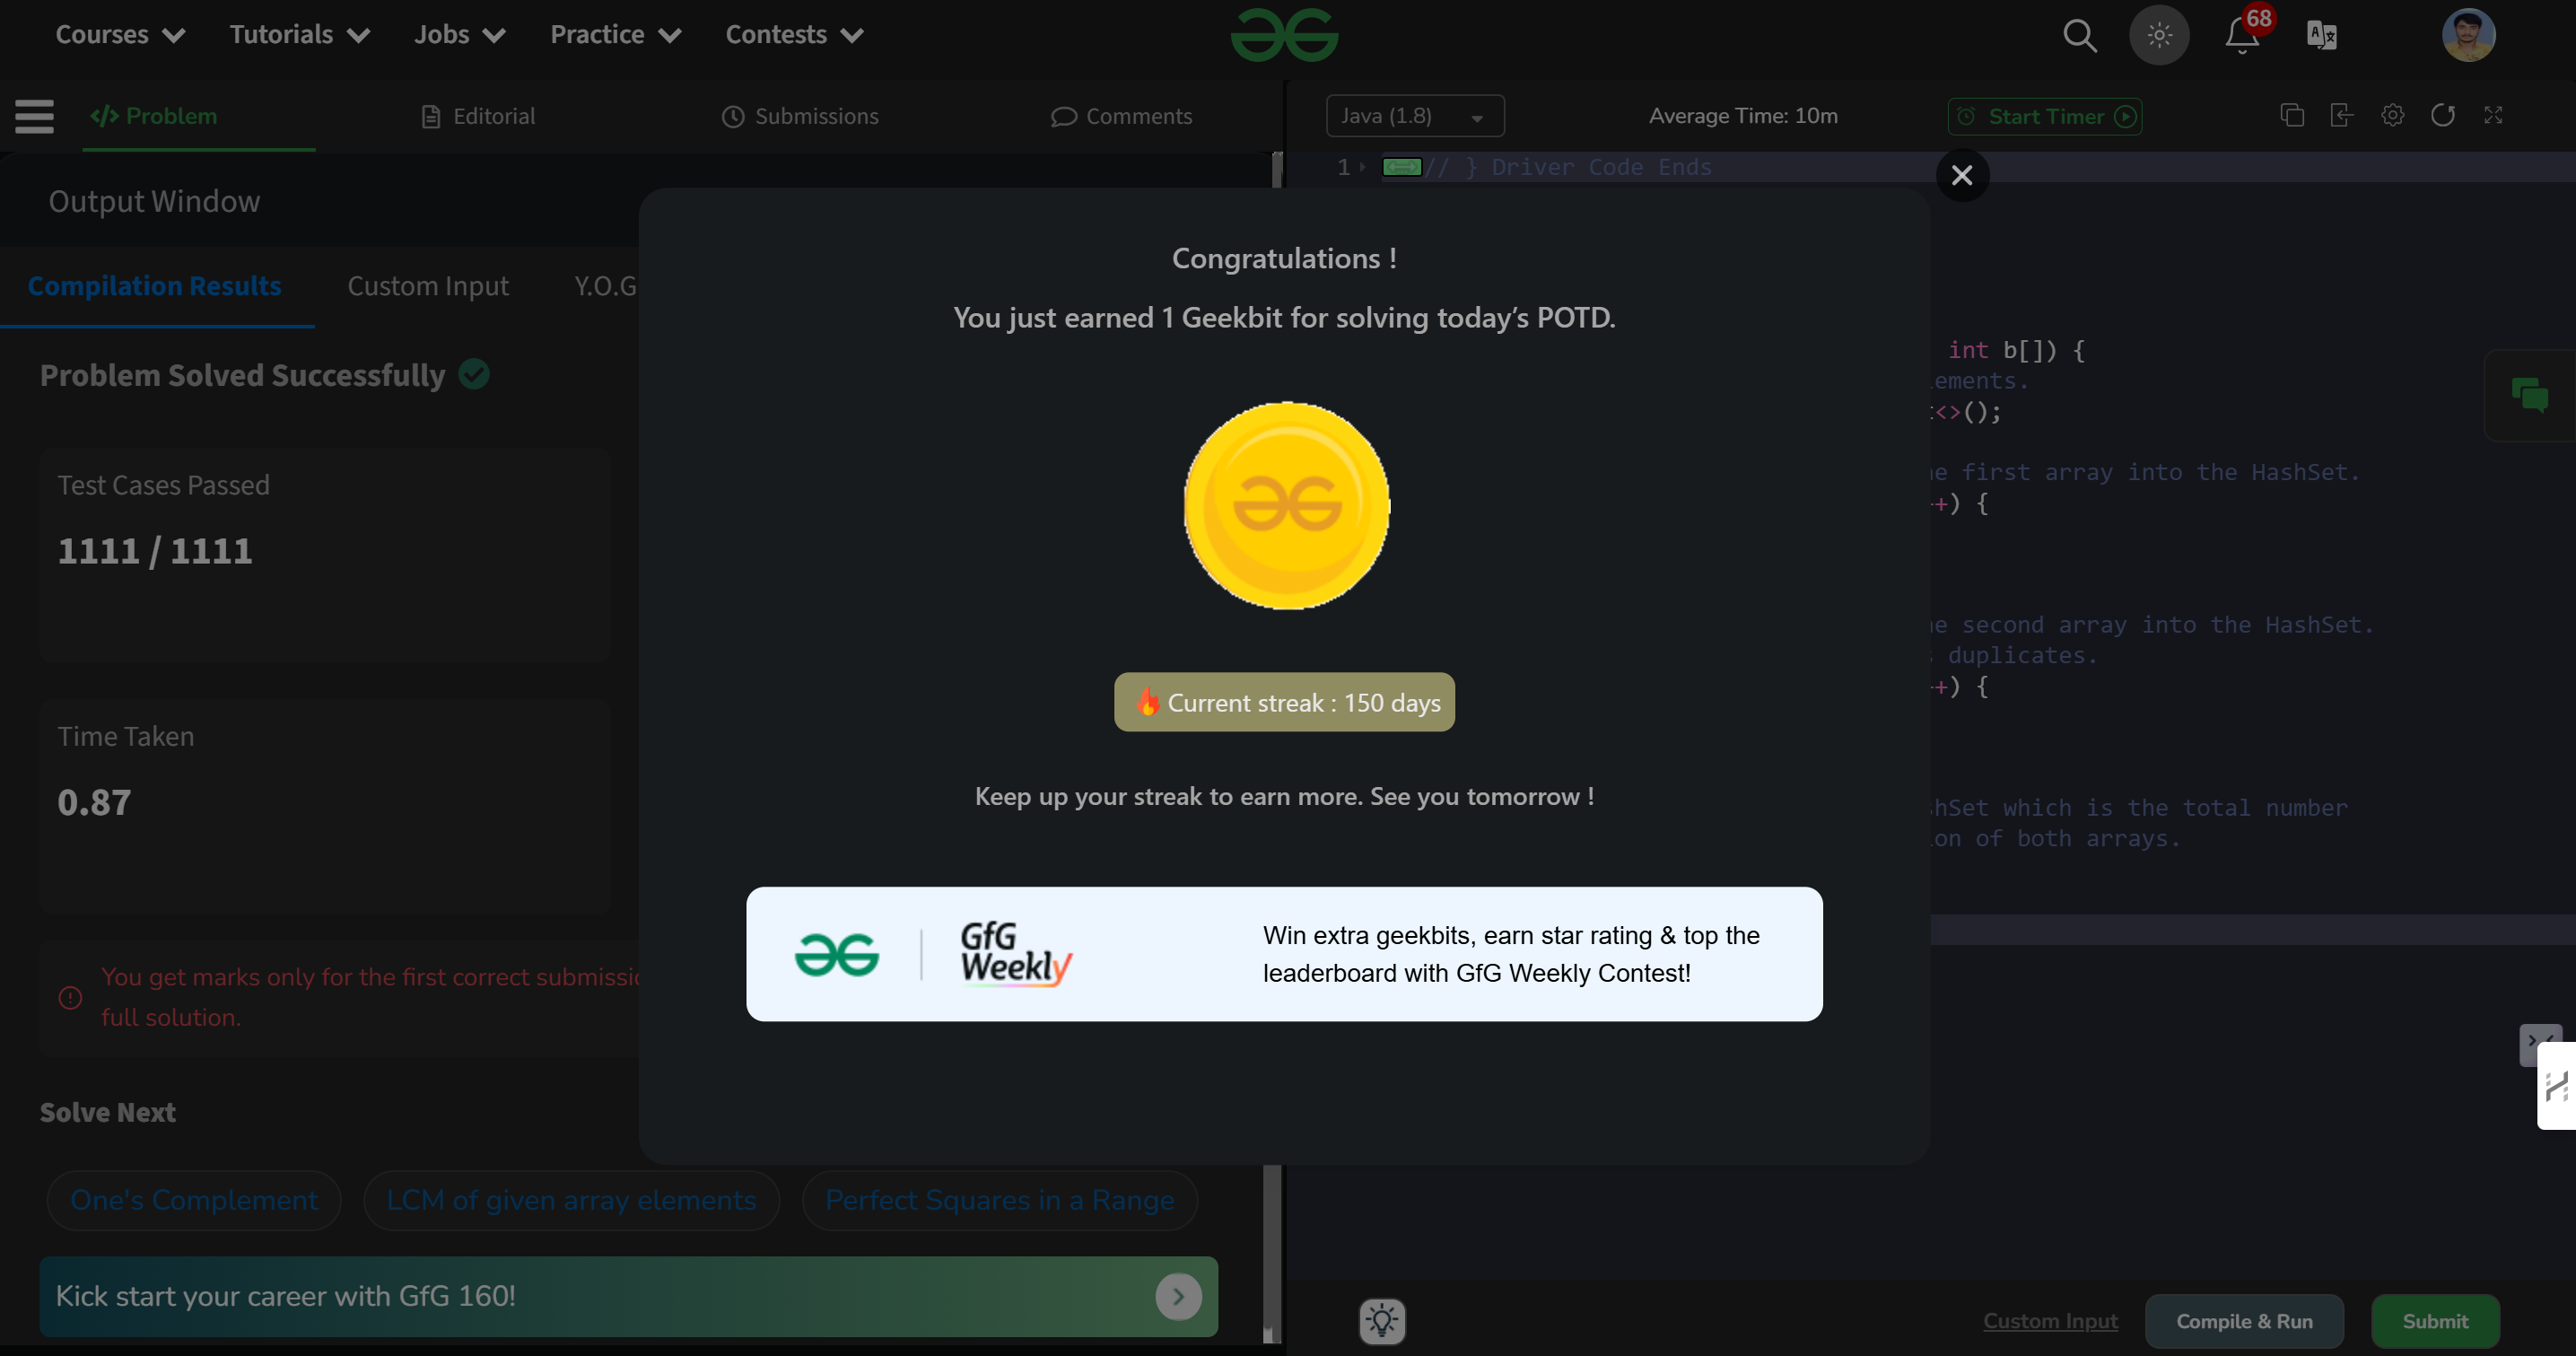 Courses Tutorials Jobs Practice Contests
68
Problem Editorial Submissions Comments
Java (1.8) Average Time: 10m Start Timer
Output Window
Compilation Results Custom Input Y.O.G
Problem Solved Successfully
Test Cases Passed
1111 / 1111
Time Taken
0.87
You get marks only for the first correct
full solution.
Solve Next
One's Complement LCM of given array elements Perfect Squares in a Range
Kick start your career with GfG 160!
Congratulations !
You just earned 1 Geekbit for solving today’s POTD.
Current streak : 150 days
Keep up your streak to earn more. See you tomorrow !
GfG
Weekly
Win extra geekbits, earn star rating & top the
leaderboard with GfG Weekly Contest!
1 // } Driver Code Ends
int b[]) {
ements.
<>();
first array into the HashSet.
+) {
second array into the HashSet.
duplicates.
+) {
hSet which is the total number
on of both arrays.
Custom Input Compile & Run Submit